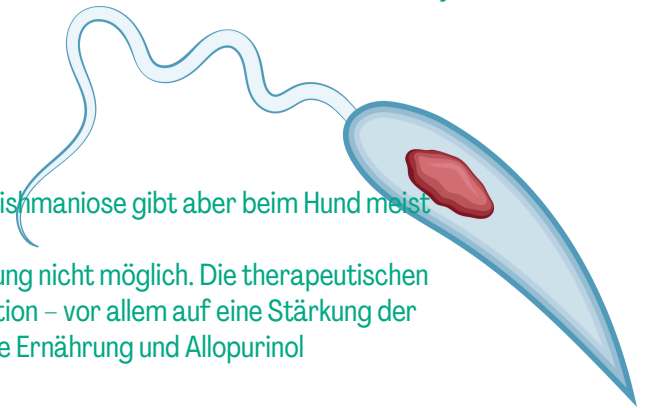 ishmaniose gibt aber beim Hund meist
ung nicht möglich. Die therapeutischen
tion – vor allem auf eine Stärkung der
e Ernährung und Allopurinol